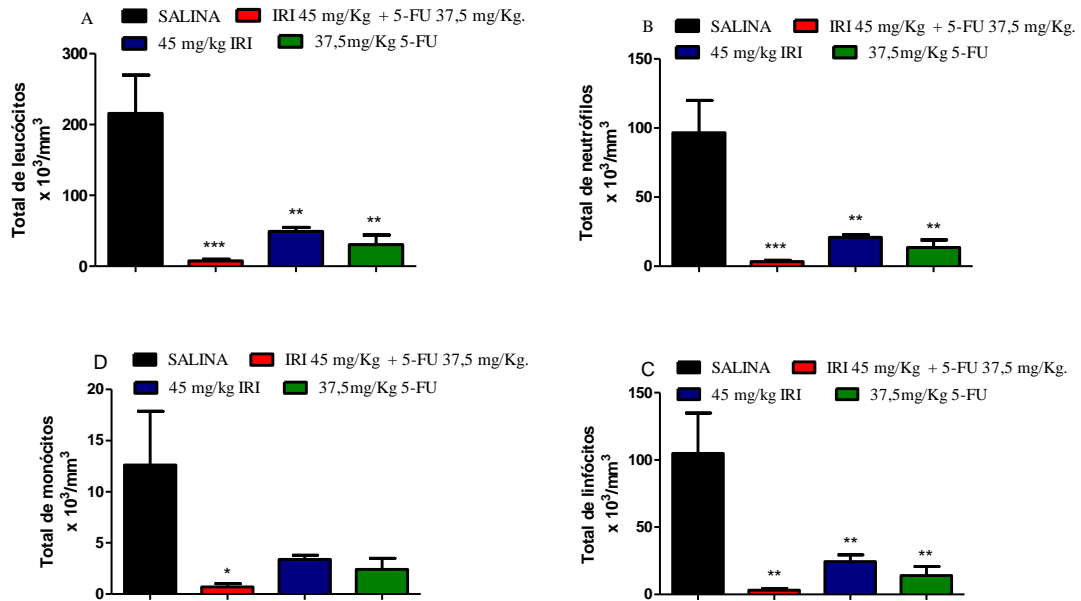 A
SALINA
IRI 45 mg/Kg + 5-FU 37,5 mg/Kg.
45 mg/kg IRI
37,5mg/Kg 5-FU
Total de leucócitos
x 10³/mm³
300
200
100
0
***
**
**
B
SALINA
IRI 45 mg/Kg + 5-FU 37,5 mg/Kg.
45 mg/kg IRI
37,5mg/Kg 5-FU
Total de neutrófilos
x 10³/mm³
150
100
50
0
***
**
**
D
SALINA
IRI 45 mg/Kg + 5-FU 37,5 mg/Kg.
45 mg/kg IRI
37,5mg/Kg 5-FU
Total de monócitos
x 10³/mm³
20
15
10
5
0
*
C
SALINA
IRI 45 mg/Kg + 5-FU 37,5 mg/Kg.
45 mg/kg IRI
37,5mg/Kg 5-FU
Total de linfócitos
x 10³/mm³
150
100
50
0
**
**
**